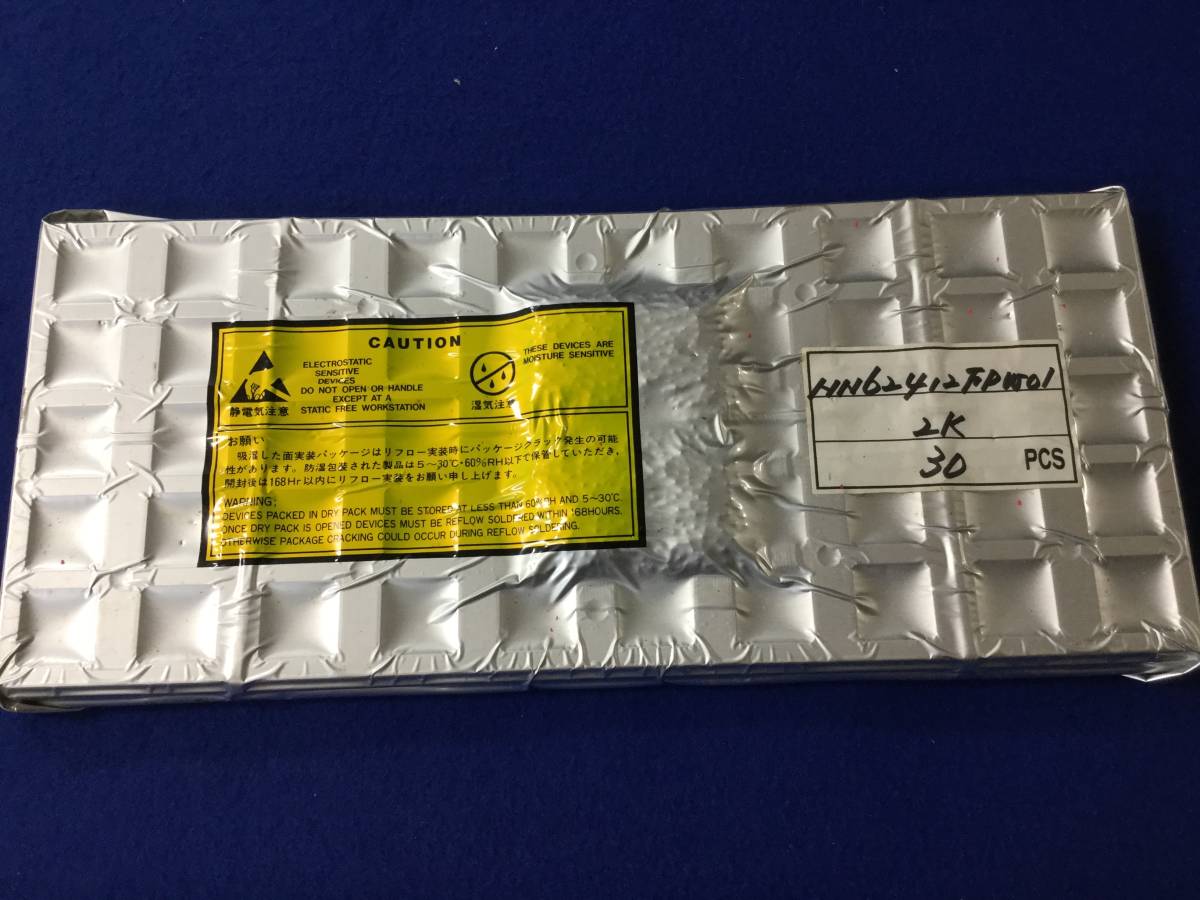 CAUTION
ELECTROSTATIC
SENSITIVE
DEVICES
DO NOT OPEN OR HANDLE
EXCEPT AT A
STATIC FREE WORKSTATION
静電気注意
THESE DEVICES ARE
MOISTURE SENSITIVE
湿気注意
お願い
吸湿した面実装パッケージはリフロー実装時にパッケージクラック発生の可能
性があります。防湿包装された製品は5〜30℃・60%RH以下で保管していただき,
開封後は168Hr以内にリフロー実装をお願い申し上げます。
WARNING;
DEVICES PACKED IN DRY PACK MUST BE STORED AT LESS THAN 60%RH AND 5〜30℃.
ONCE DRY PACK IS OPENED DEVICES MUST BE REFLOW SOLDERED WITHIN 168HOURS.
OTHERWISE PACKAGE CRACKING COULD OCCUR DURING REFLOW SOLDERING.
2K
30 PCS